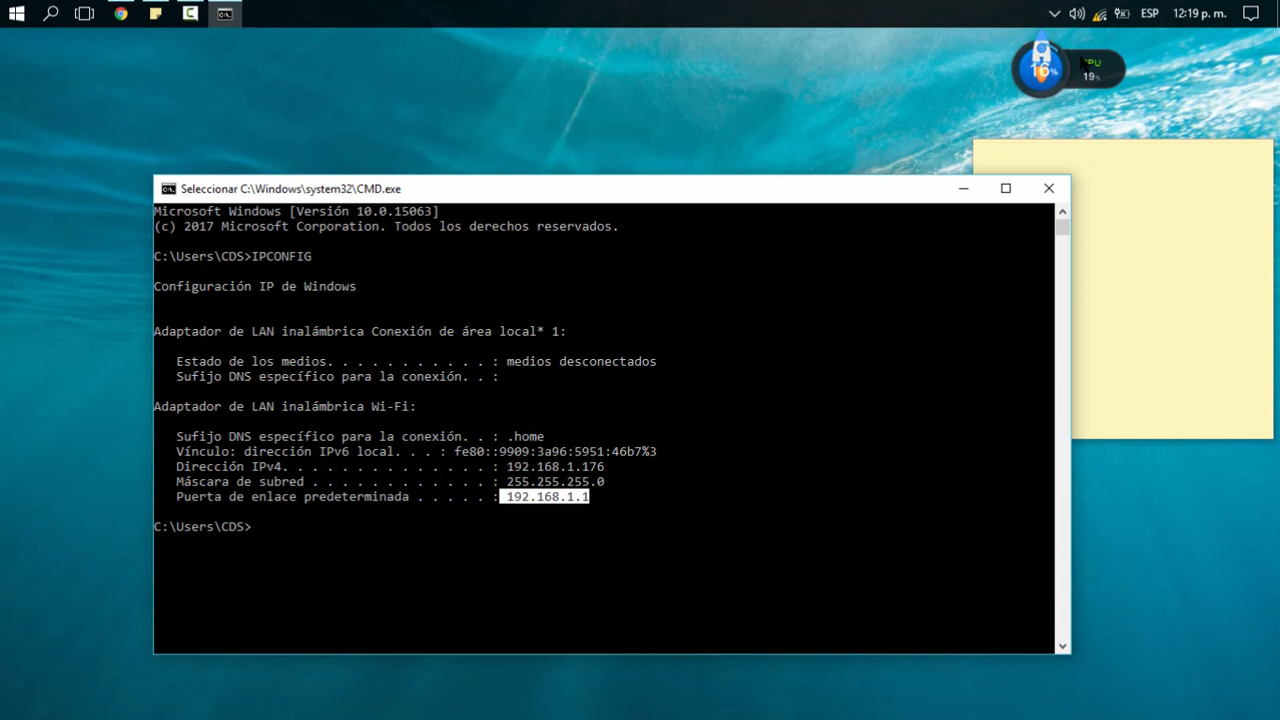 ESP 12:19 p. m.
16%
CPU
19%
Seleccionar C:\Windows\system32\CMD.exe
Microsoft Windows [Versión 10.0.15063]
(c) 2017 Microsoft Corporation. Todos los derechos reservados.
C:\Users\CDS>IPCONFIG
Configuración IP de Windows
Adaptador de LAN inalámbrica Conexión de área local* 1:
Estado de los medios. . . . . . . . . . . : medios desconectados
Sufijo DNS específico para la conexión. . :
Adaptador de LAN inalámbrica Wi-Fi:
Sufijo DNS específico para la conexión. . : .home
Vínculo: dirección IPv6 local. . . : fe80::9909:3a96:5951:46b7%3
Dirección IPv4. . . . . . . . . . . . . . : 192.168.1.176
Máscara de subred . . . . . . . . . . . . : 255.255.255.0
Puerta de enlace predeterminada . . . . . : 192.168.1.1
C:\Users\CDS>